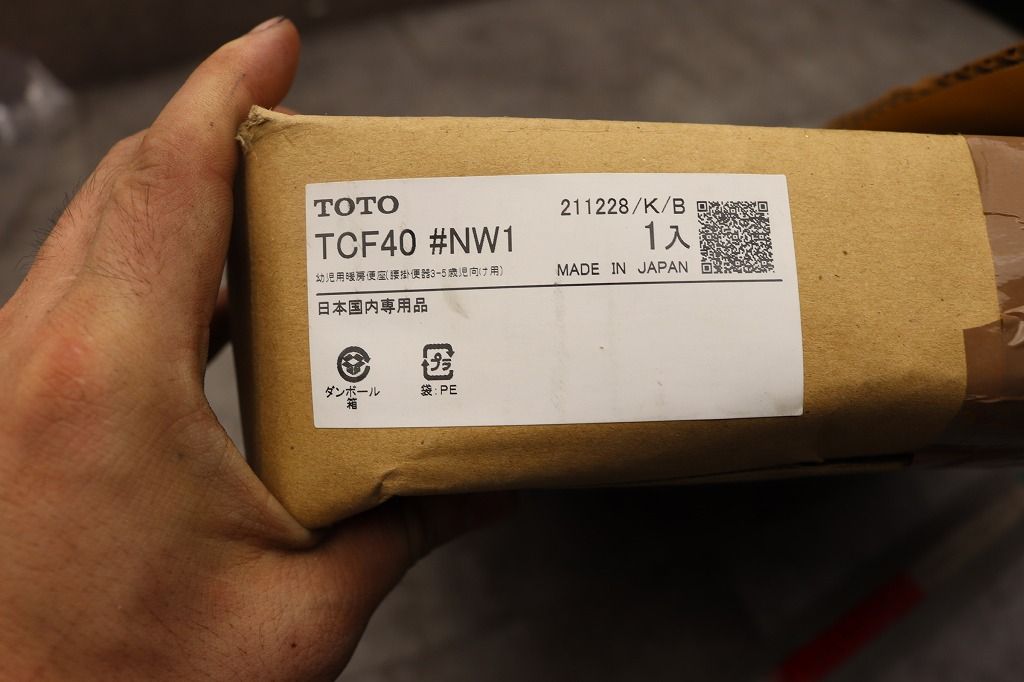 TOTO 211228/K/B
TCF40 #NW1 1入
幼児用暖房便座(腰掛便器3-5歳児向け用) MADE IN JAPAN
日本国内専用品
プラ
ダンボール 袋:PE
箱